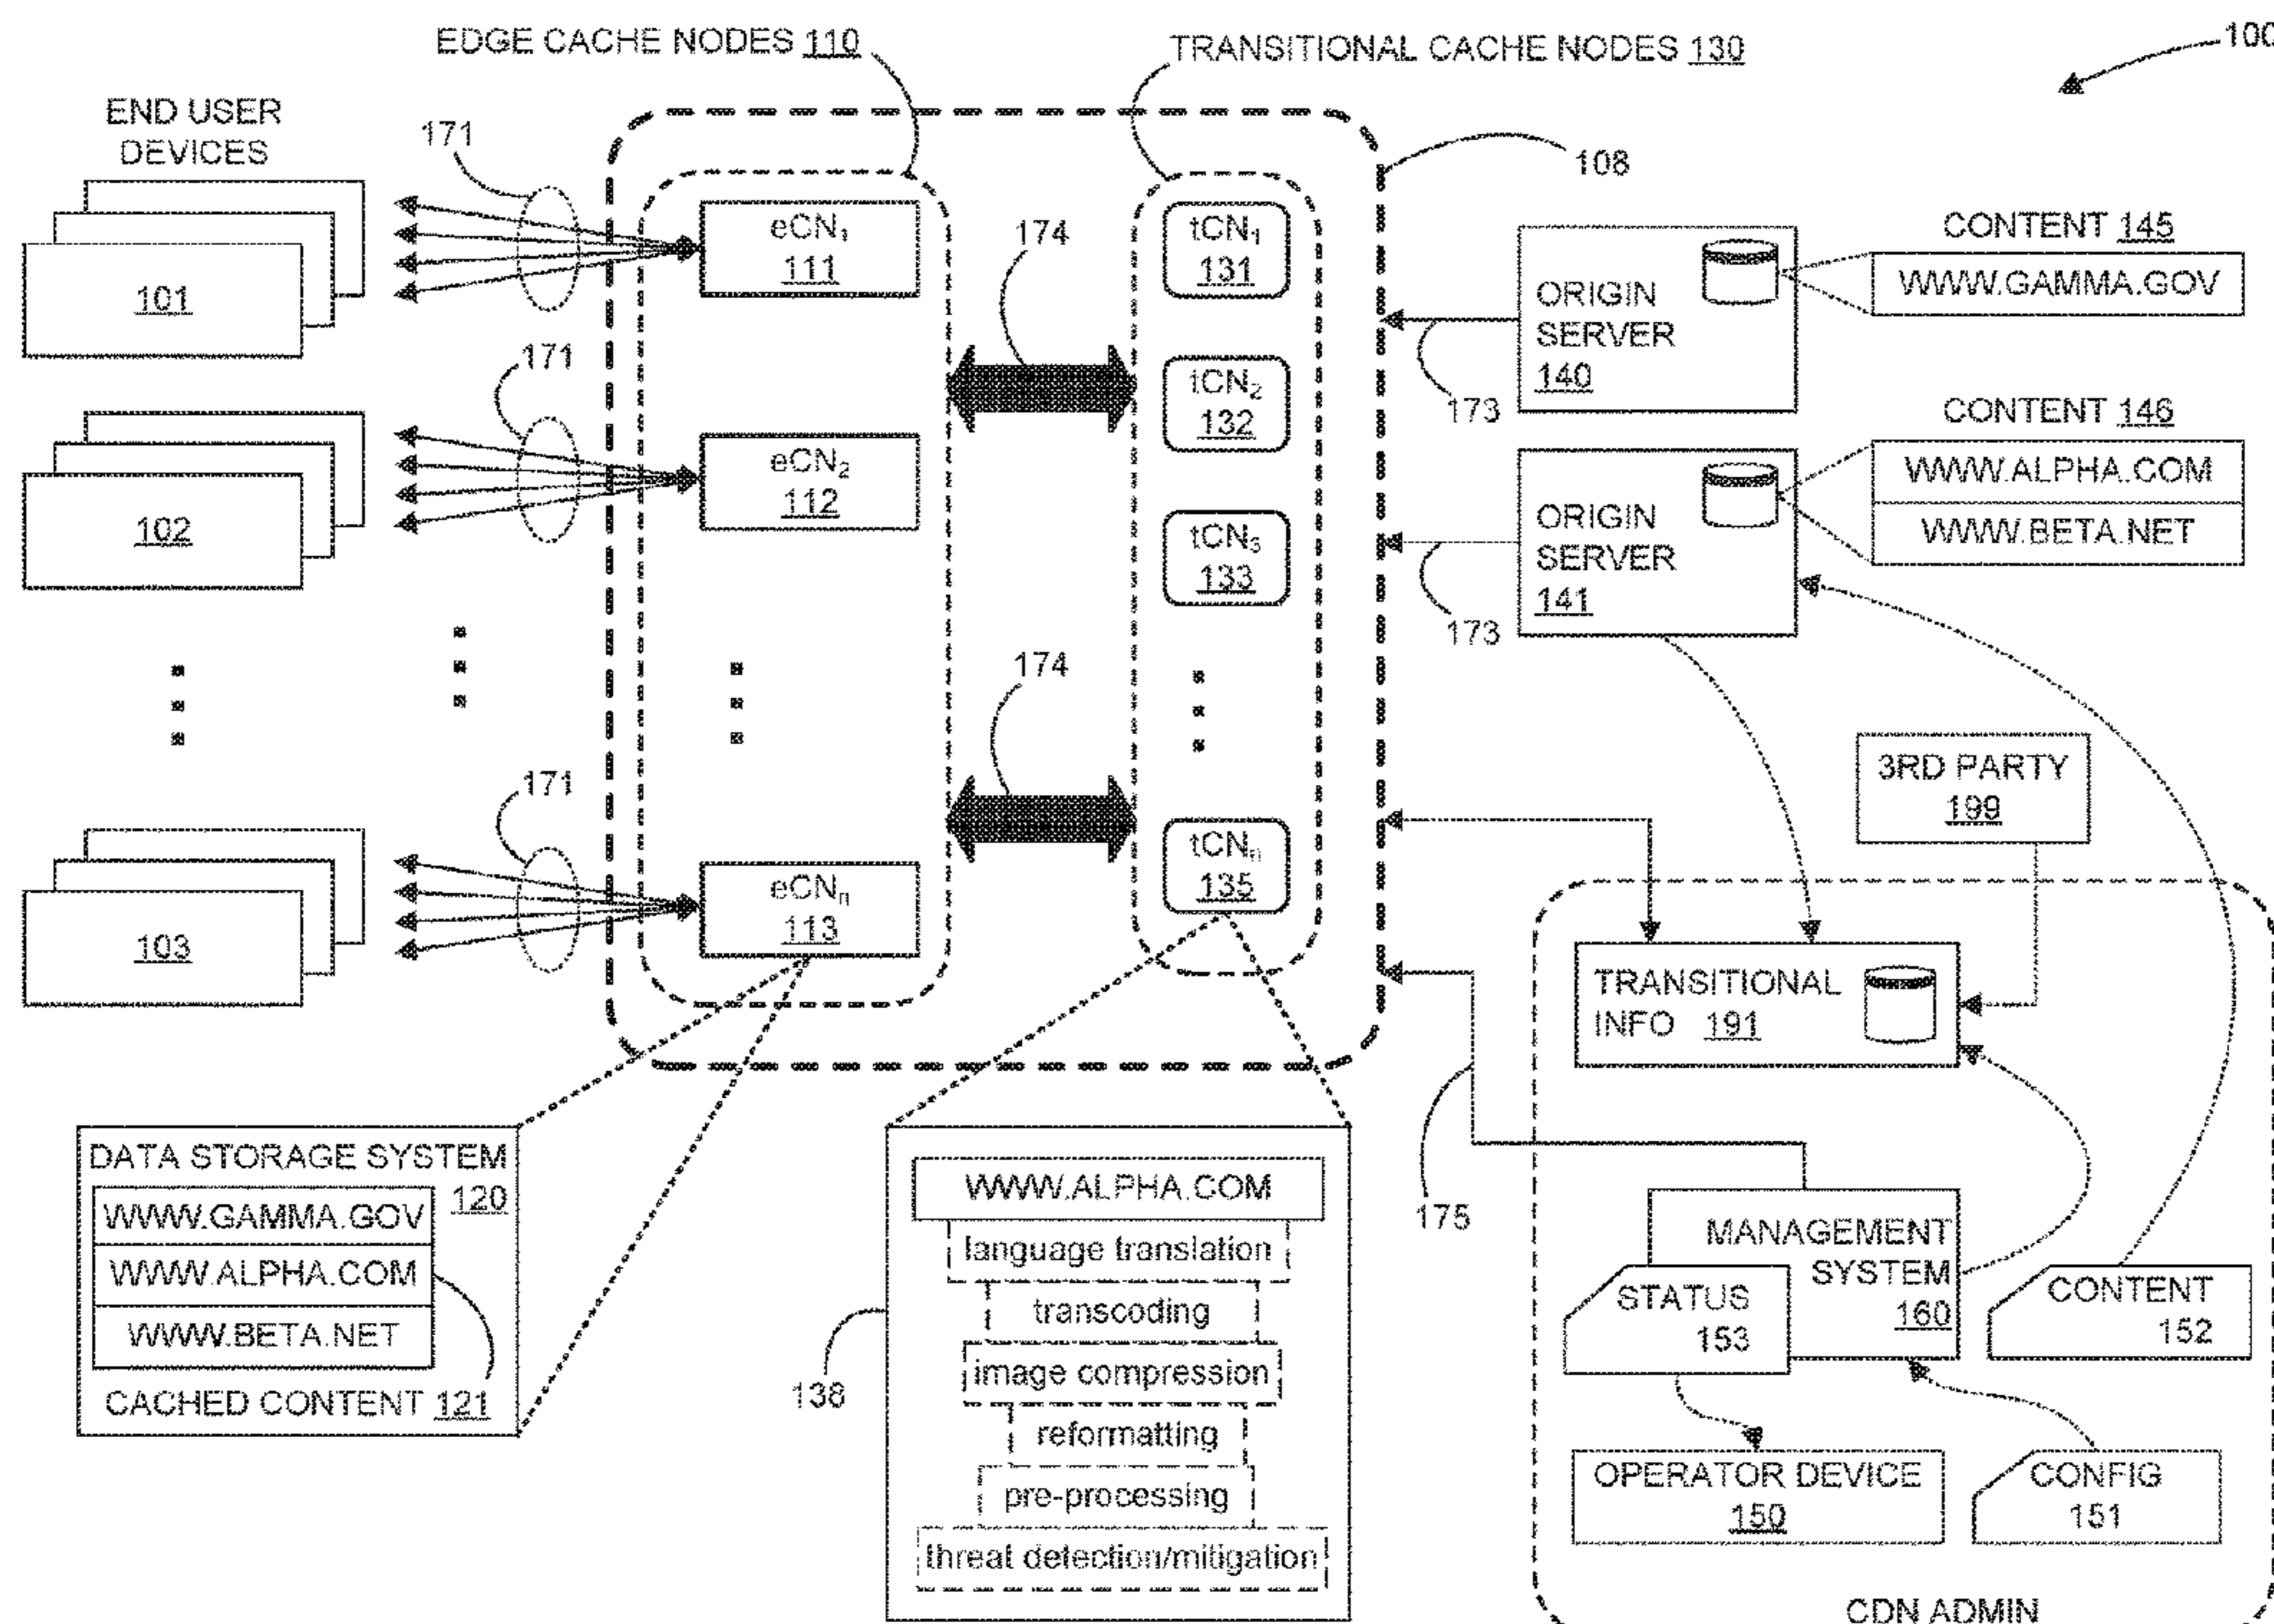 100
EDGE CACHE NODES 110
TRANSITIONAL CACHE NODES 130
END USER
DEVICES
171
108
101
eCN₁
111
174
tCN₁
131
ORIGIN
SERVER
140
173
CONTENT 145
WWW.GAMMA.GOV
171
102
eCN₂
112
tCN₂
132
tCN₃
133
ORIGIN
SERVER
141
173
CONTENT 146
WWW.ALPHA.COM
WWW.BETA.NET
174
171
103
eCNₙ
113
tCNₙ
135
3RD PARTY
199
TRANSITIONAL
INFO 191
175
DATA STORAGE SYSTEM
120
WWW.GAMMA.GOV
WWW.ALPHA.COM
WWW.BETA.NET
CACHED CONTENT 121
138
WWW.ALPHA.COM
language translation
transcoding
image compression
reformatting
pre-processing
threat detection/mitigation
MANAGEMENT
SYSTEM
160
STATUS
153
CONTENT
152
OPERATOR DEVICE
150
CONFIG
151
CDN ADMIN